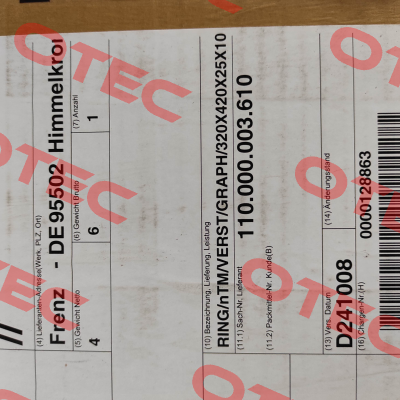 (4) Lieferanten-Adresse(Werk, PLZ, Ort)
Frenz - DE 95502 Himmelkron
(5) Gewicht Netto
4
(6) Gewicht Brutto
6
(7) Anzahl
1
(10) Bezeichnung, Lieferung, Leistung
RING/nTM/VERST/GRAPH/320X420X25X10
(11.1) Sach-Nr. Lieferant
110.000.003.610
(11.2) Packmittel-Nr. Kunde(B)
(13) Vers. Datum
D241008
(14) Änderungsstand
(16) Chargen-Nr.(H)
0000128863
OTEC
OTEC
OTEC
OTEC
OTEC